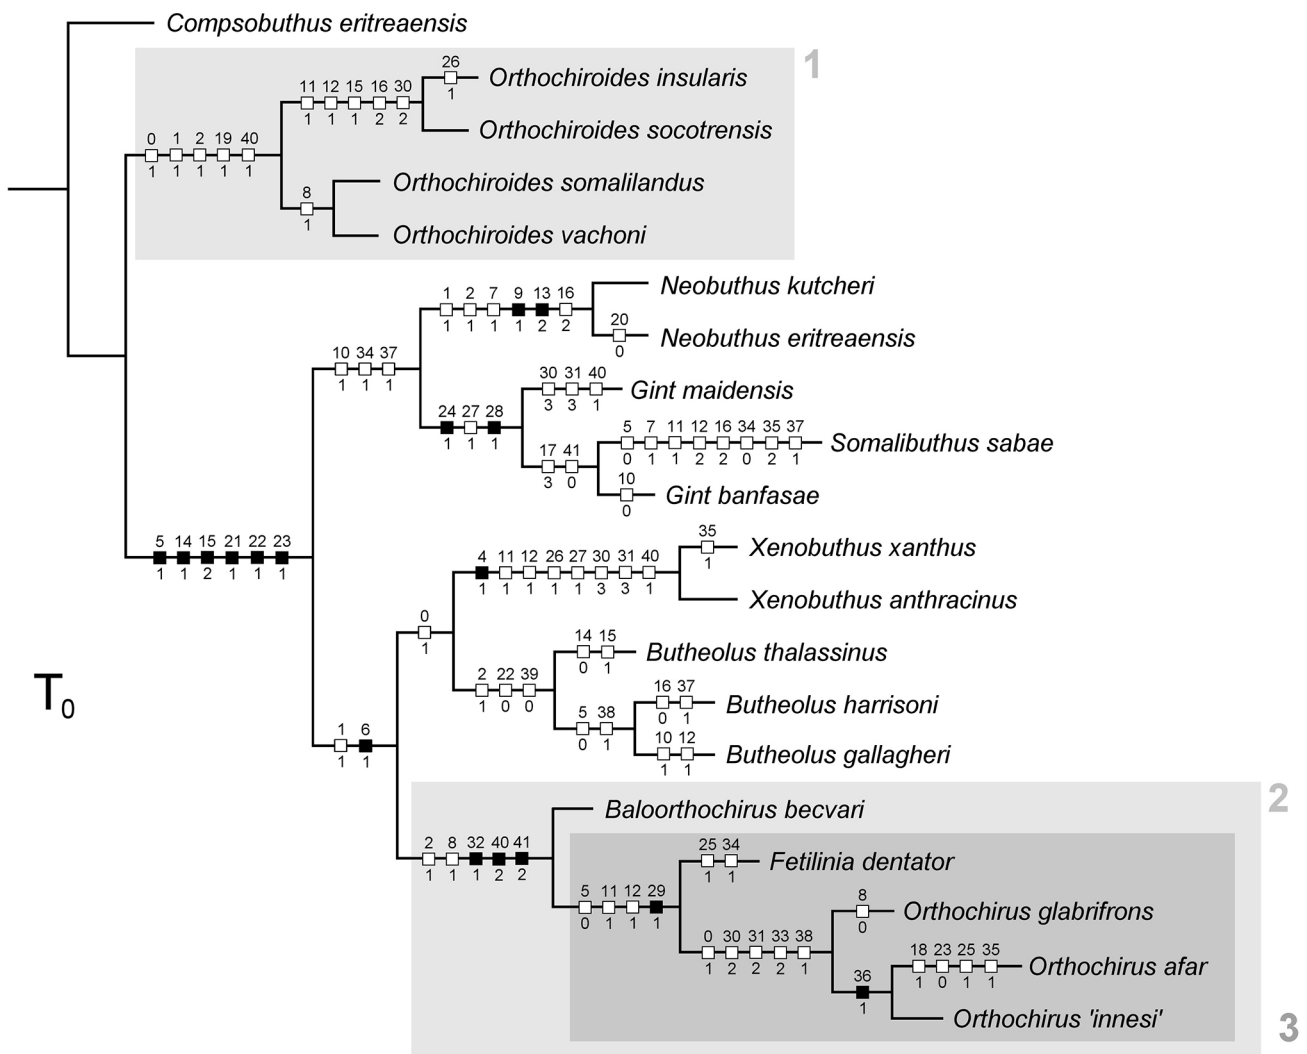 Compsobuthus eritreaensis
1
26
1
Orthochiroides insularis
11 12 15 16 30
1 1 1 2 2
Orthochiroides socotrensis
0 1 2 19 40
1 1 1 1 1
Orthochiroides somalilandus
8
1
Orthochiroides vachoni
Neobuthus kutcheri
1 2 7 9 13 16
1 1 1 1 2 2
20
0
Neobuthus eritreaensis
10 34 37
1 1 1
30 31 40
3 3 1
Gint maidensis
24 27 28
1 1 1
5 7 11 12 16 34 35 37
0 1 1 2 2 0 2 1
Somalibuthus sabae
17 41
3 0
10
0
Gint banfasae
5 14 15 21 22 23
1 1 2 1 1 1
35
1
Xenobuthus xanthus
4 11 12 26 27 30 31 40
1 1 1 1 1 3 3 1
Xenobuthus anthracinus
0
1
14 15
0 1
Butheolus thalassinus
2 22 39
1 0 0
T0
16 37
0 1
Butheolus harrisoni
5 38
0 1
1 6
1 1
10 12
1 1
Butheolus gallagheri
2
Baloorthochirus becvari
2 8 32 40 41
1 1 1 2 2
25 34
1 1
Fetilinia dentator
5 11 12 29
0 1 1 1
8
0
Orthochirus glabrifrons
0 30 31 33 38
1 2 2 2 1
18 23 25 35
1 0 1 1
Orthochirus afar
36
1
Orthochirus 'innesi'
3